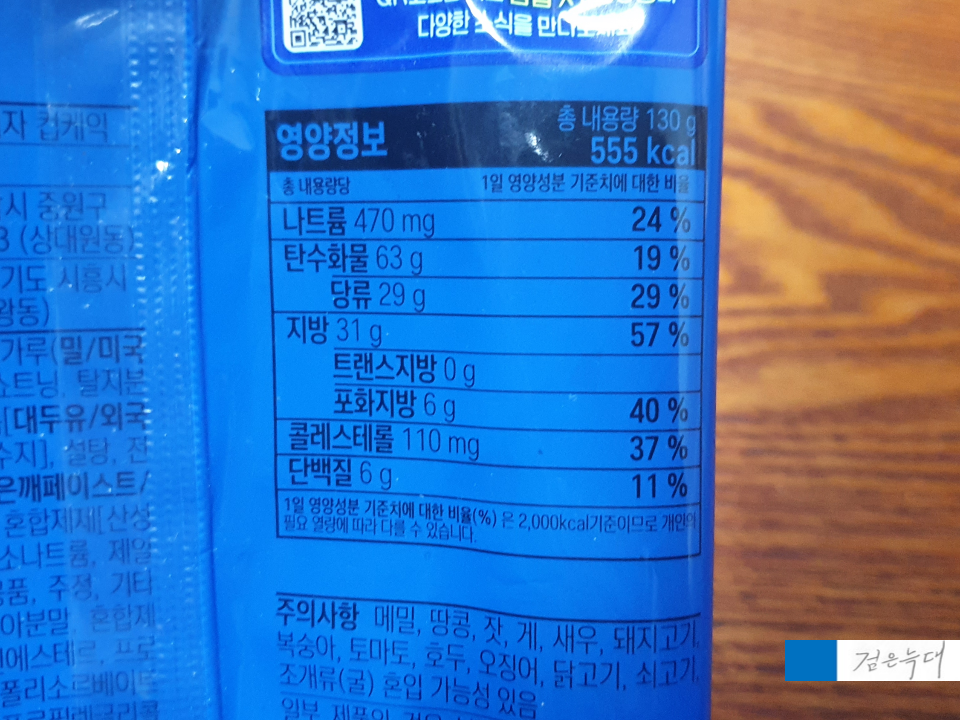 다양한 소식을 만나보세요
자 컵케익
시 중원구
3 (상대원동)
기도 시흥시
왕동)
가루(밀/미국
쇼트닝, 탈지분
[대두유/외국
수지], 설탕, 전
은깨페이스트/
혼합제제[산성
소나트륨, 제일
용품, 주정, 기타
아분말 혼합제
에스테르, 프로
폴리소르베이트
영양정보
총 내용량 130 g
555 kcal
총 내용량당 1일 영양성분 기준치에 대한 비율
나트륨 470 mg 24 %
탄수화물 63 g 19 %
당류 29 g 29 %
지방 31 g 57 %
트랜스지방 0 g
포화지방 6 g 40 %
콜레스테롤 110 mg 37 %
단백질 6 g 11 %
1일 영양성분 기준치에 대한 비율(%) 은 2,000kcal기준이므로 개인의
필요 열량에 따라 다를 수 있습니다.
주의사항 메밀, 땅콩, 잣, 게, 새우, 돼지고기,
복숭아, 토마토, 호두, 오징어, 닭고기, 쇠고기,
조개류(굴) 혼입 가능성 있음
일부 제품의
검은늑대